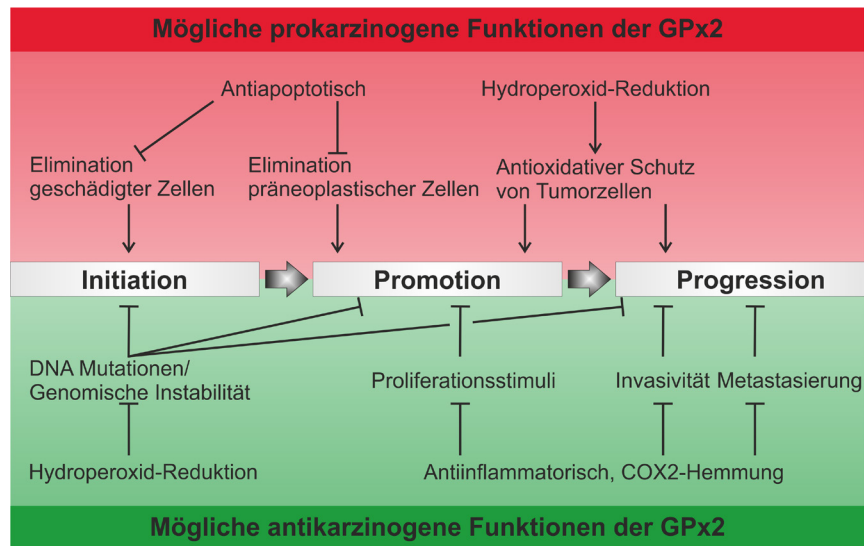 Mögliche prokarzinogene Funktionen der GPx2
Antiapoptotisch
Hydroperoxid-Reduktion
Elimination
geschädigter Zellen
Elimination
präneoplastischer Zellen
Antioxidativer Schutz
von Tumorzellen
Initiation
Promotion
Progression
DNA Mutationen/
Genomische Instabilität
Proliferationsstimuli
Invasivität
Metastasierung
Hydroperoxid-Reduktion
Antiinflammatorisch, COX2-Hemmung
Mögliche antikarzinogene Funktionen der GPx2